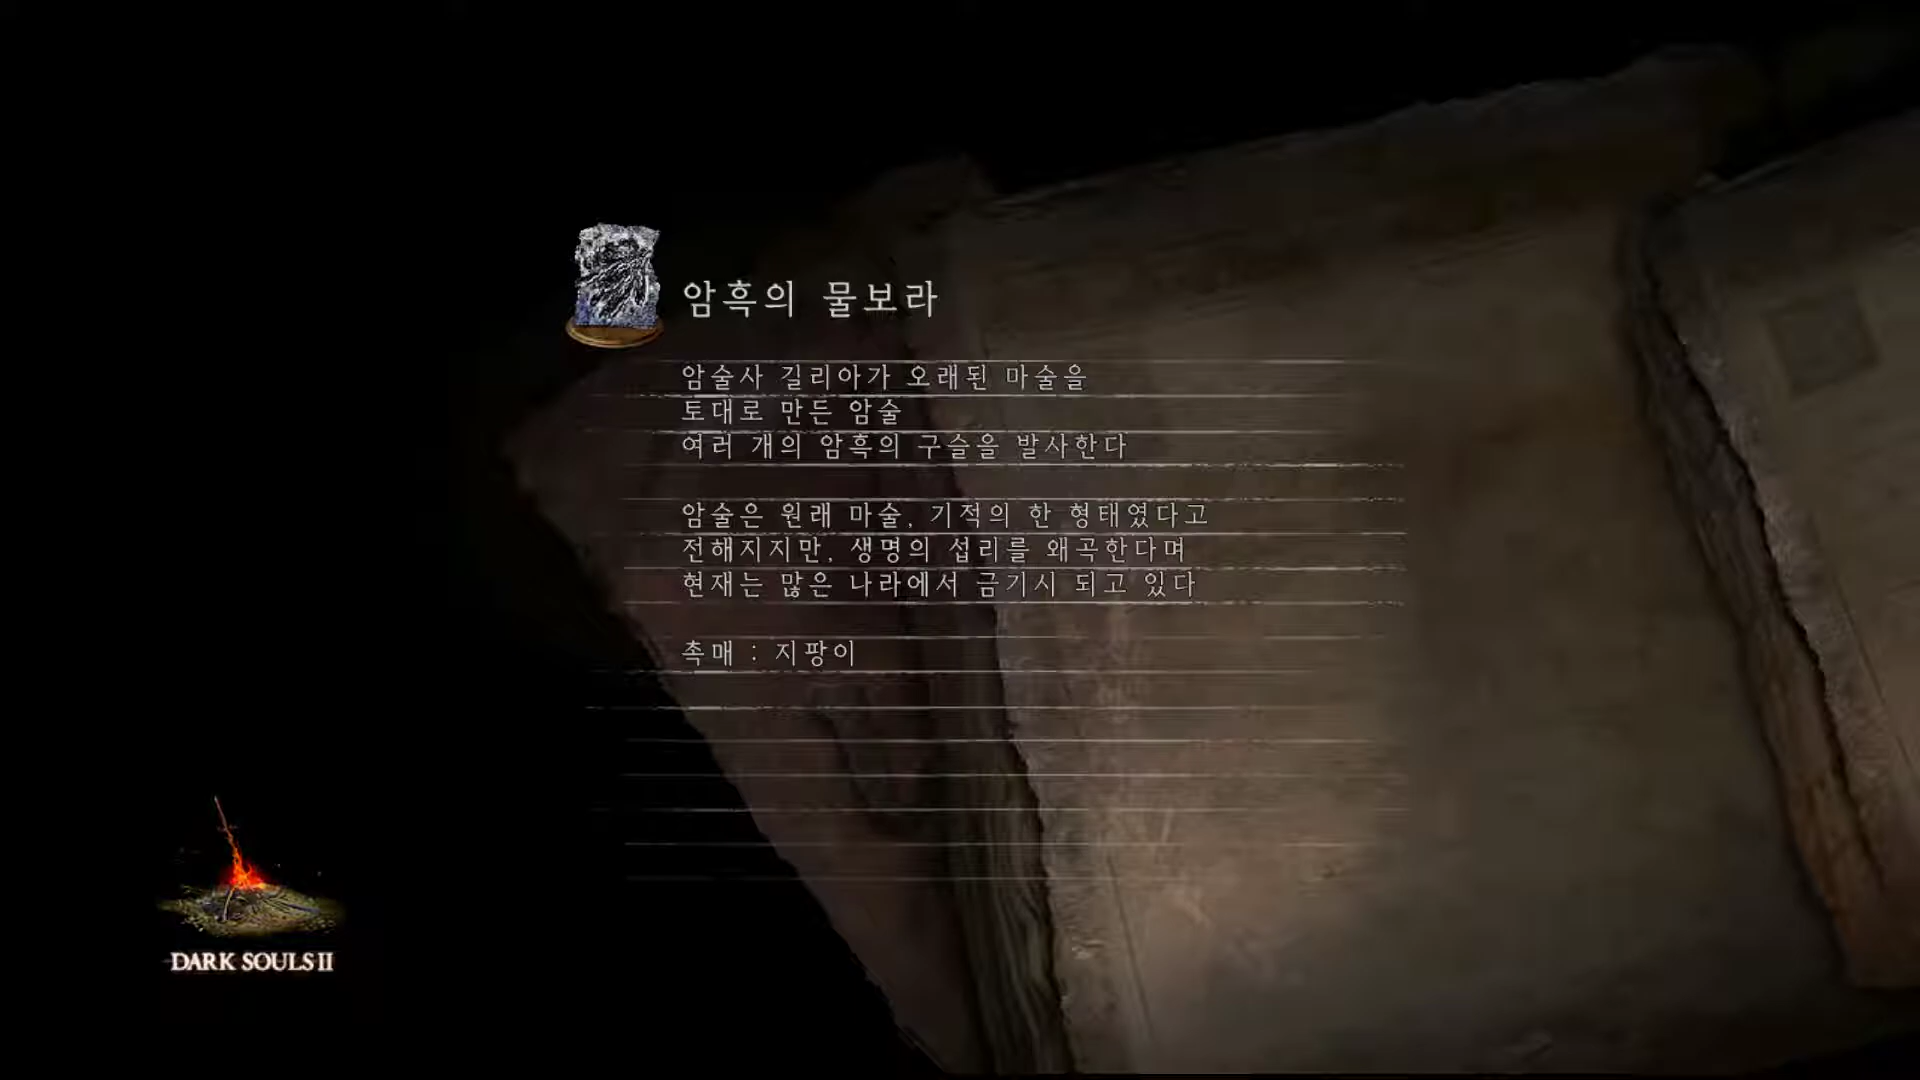 암흑의 물보라
암술사 길리아가 오래된 마술을
토대로 만든 암술
여러 개의 암흑의 구슬을 발사한다
암술은 원래 마술, 기적의 한 형태였다고
전해지지만, 생명의 섭리를 왜곡한다며
현재는 많은 나라에서 금기시 되고 있다
촉매 : 지팡이
DARK SOULS II